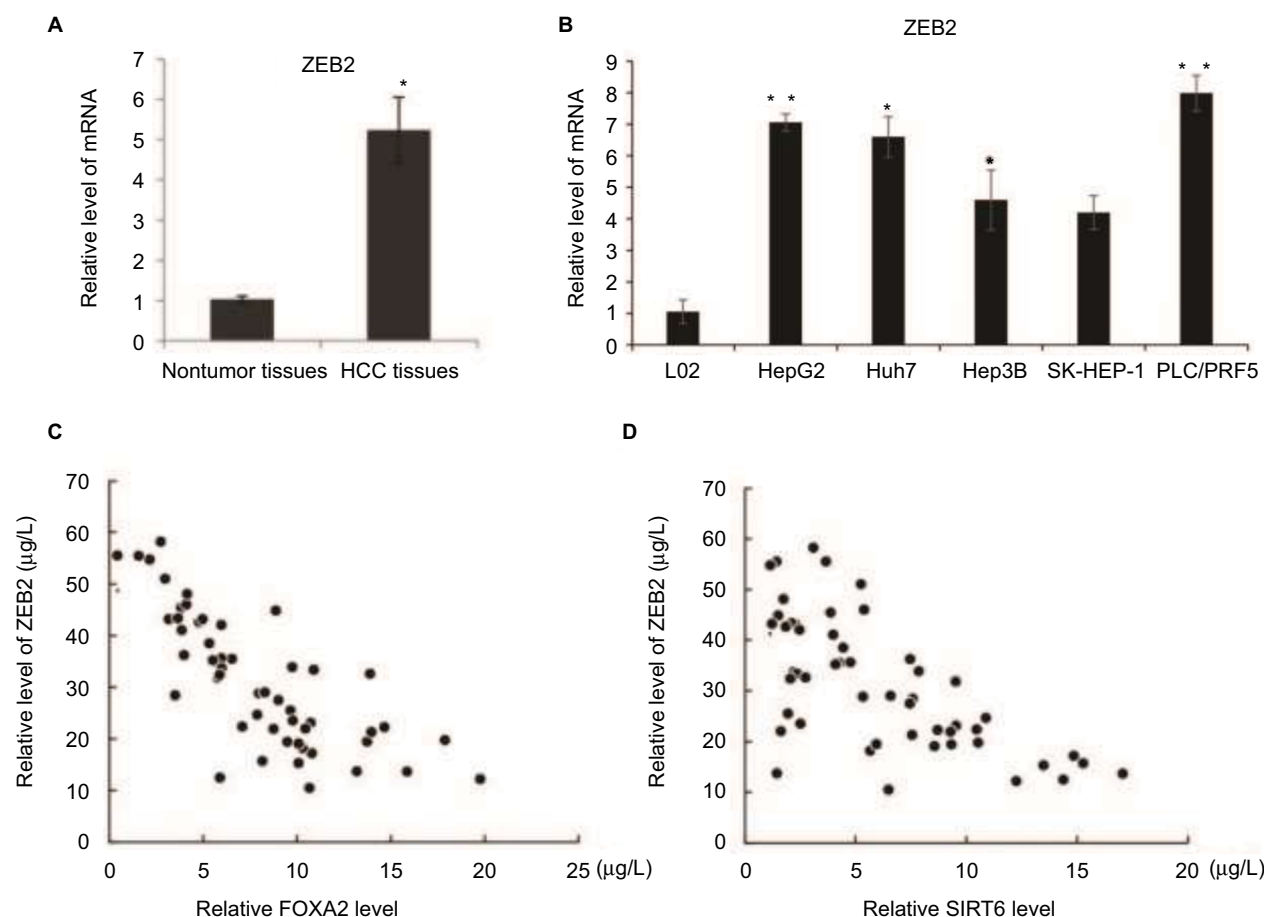 A
ZEB2
Relative level of mRNA
7
6
5
4
3
2
1
0
*
Nontumor tissues HCC tissues
B
ZEB2
Relative level of mRNA
9
8
7
6
5
4
3
2
1
0
* *
*
*
* *
L02 HepG2 Huh7 Hep3B SK-HEP-1 PLC/PRF5
C
Relative level of ZEB2 (μg/L)
70
60
50
40
30
20
10
0
0 5 10 15 20 25 (μg/L)
Relative FOXA2 level
D
Relative level of ZEB2 (μg/L)
70
60
50
40
30
20
10
0
0 5 10 15 20 (μg/L)
Relative SIRT6 level